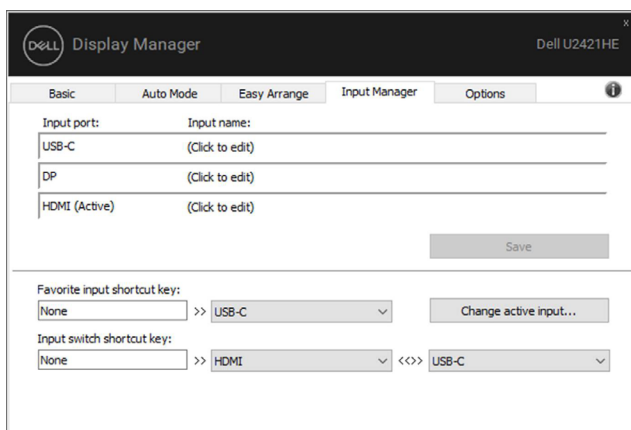 DELL Display Manager Dell U2421HE x
Basic Auto Mode Easy Arrange Input Manager Options i
Input port: Input name:
USB-C (Click to edit)
DP (Click to edit)
HDMI (Active) (Click to edit)
Save
Favorite input shortcut key:
None >> USB-C Change active input...
Input switch shortcut key:
None >> HDMI <<>> USB-C